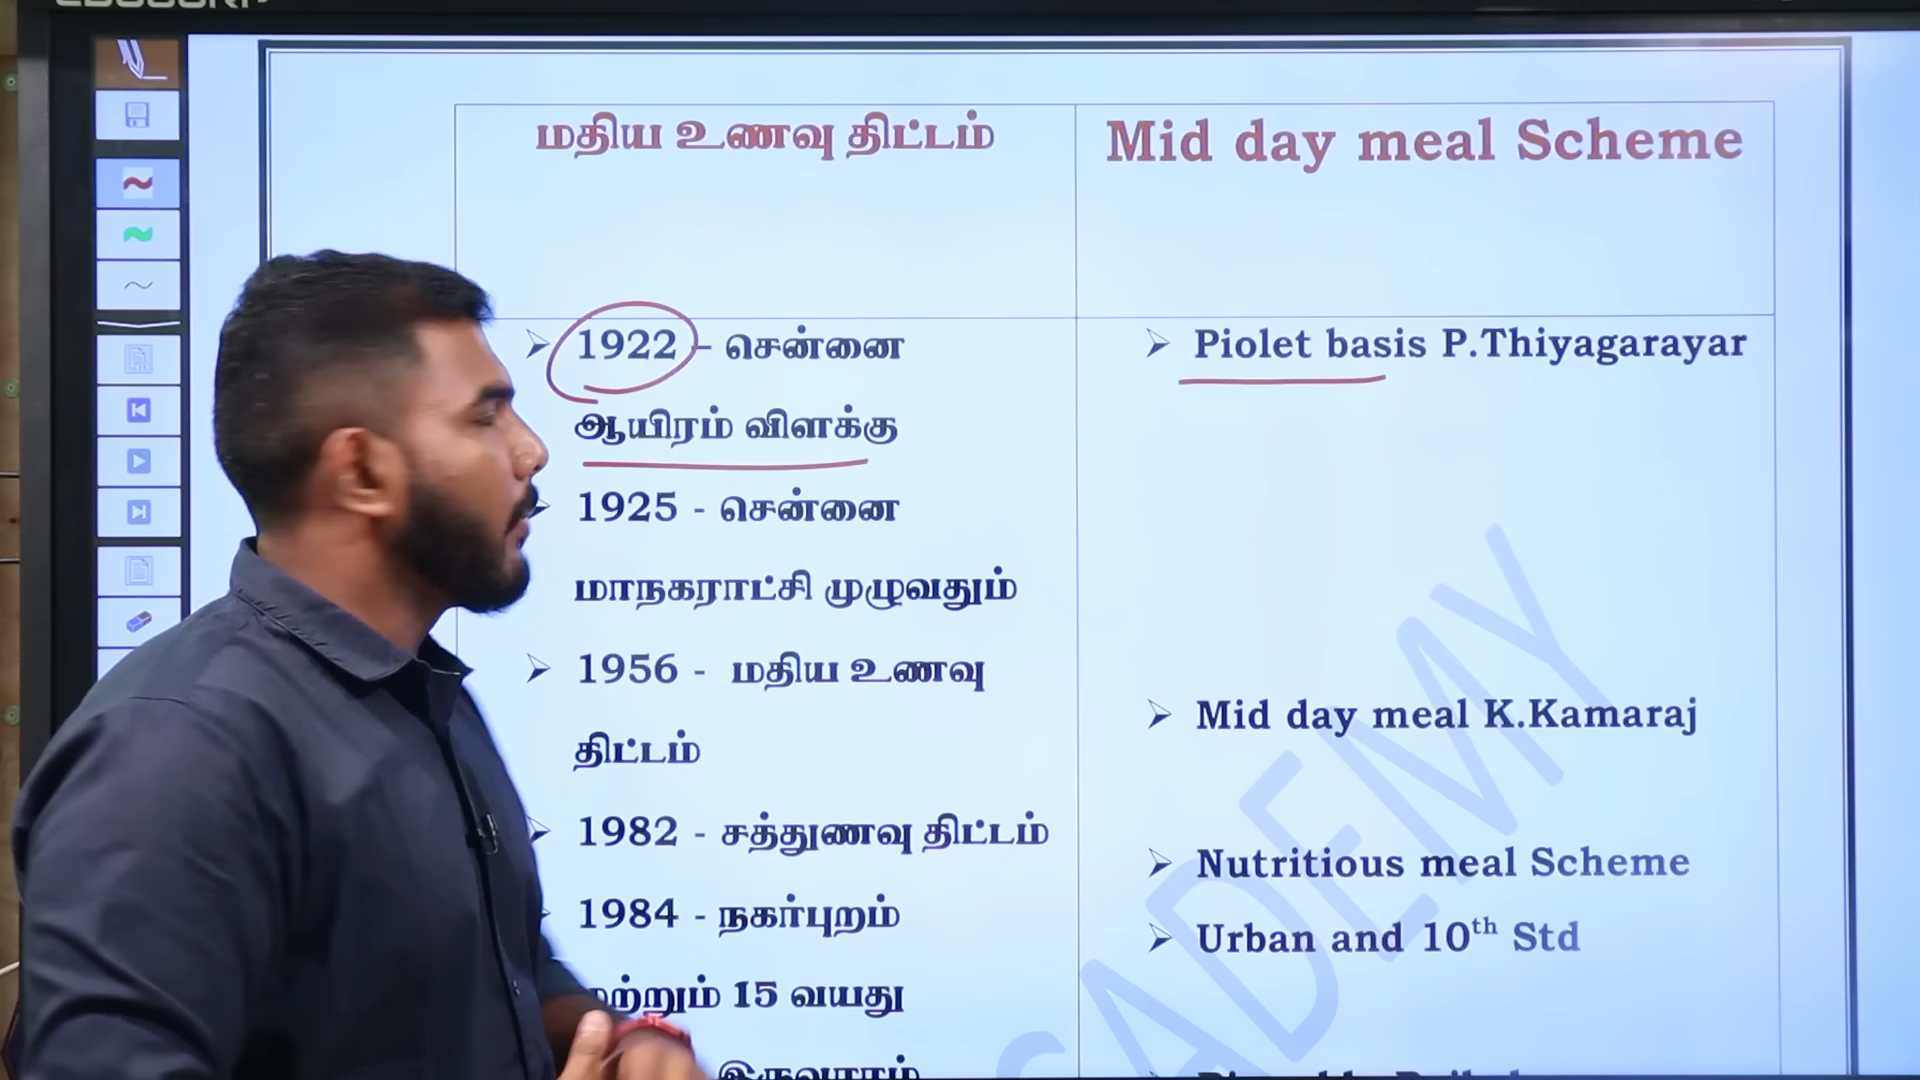 மதிய உணவு திட்டம்
Mid day meal Scheme
1922 - சென்னை
ஆயிரம் விளக்கு
1925 - சென்னை
மாநகராட்சி முழுவதும்
1956 - மதிய உணவு
திட்டம்
1982 - சத்துணவு திட்டம்
1984 - நகர்புறம்
15 வயது
Piolet basis P.Thiyagarayar
Mid day meal K.Kamaraj
Nutritious meal Scheme
Urban and 10th Std